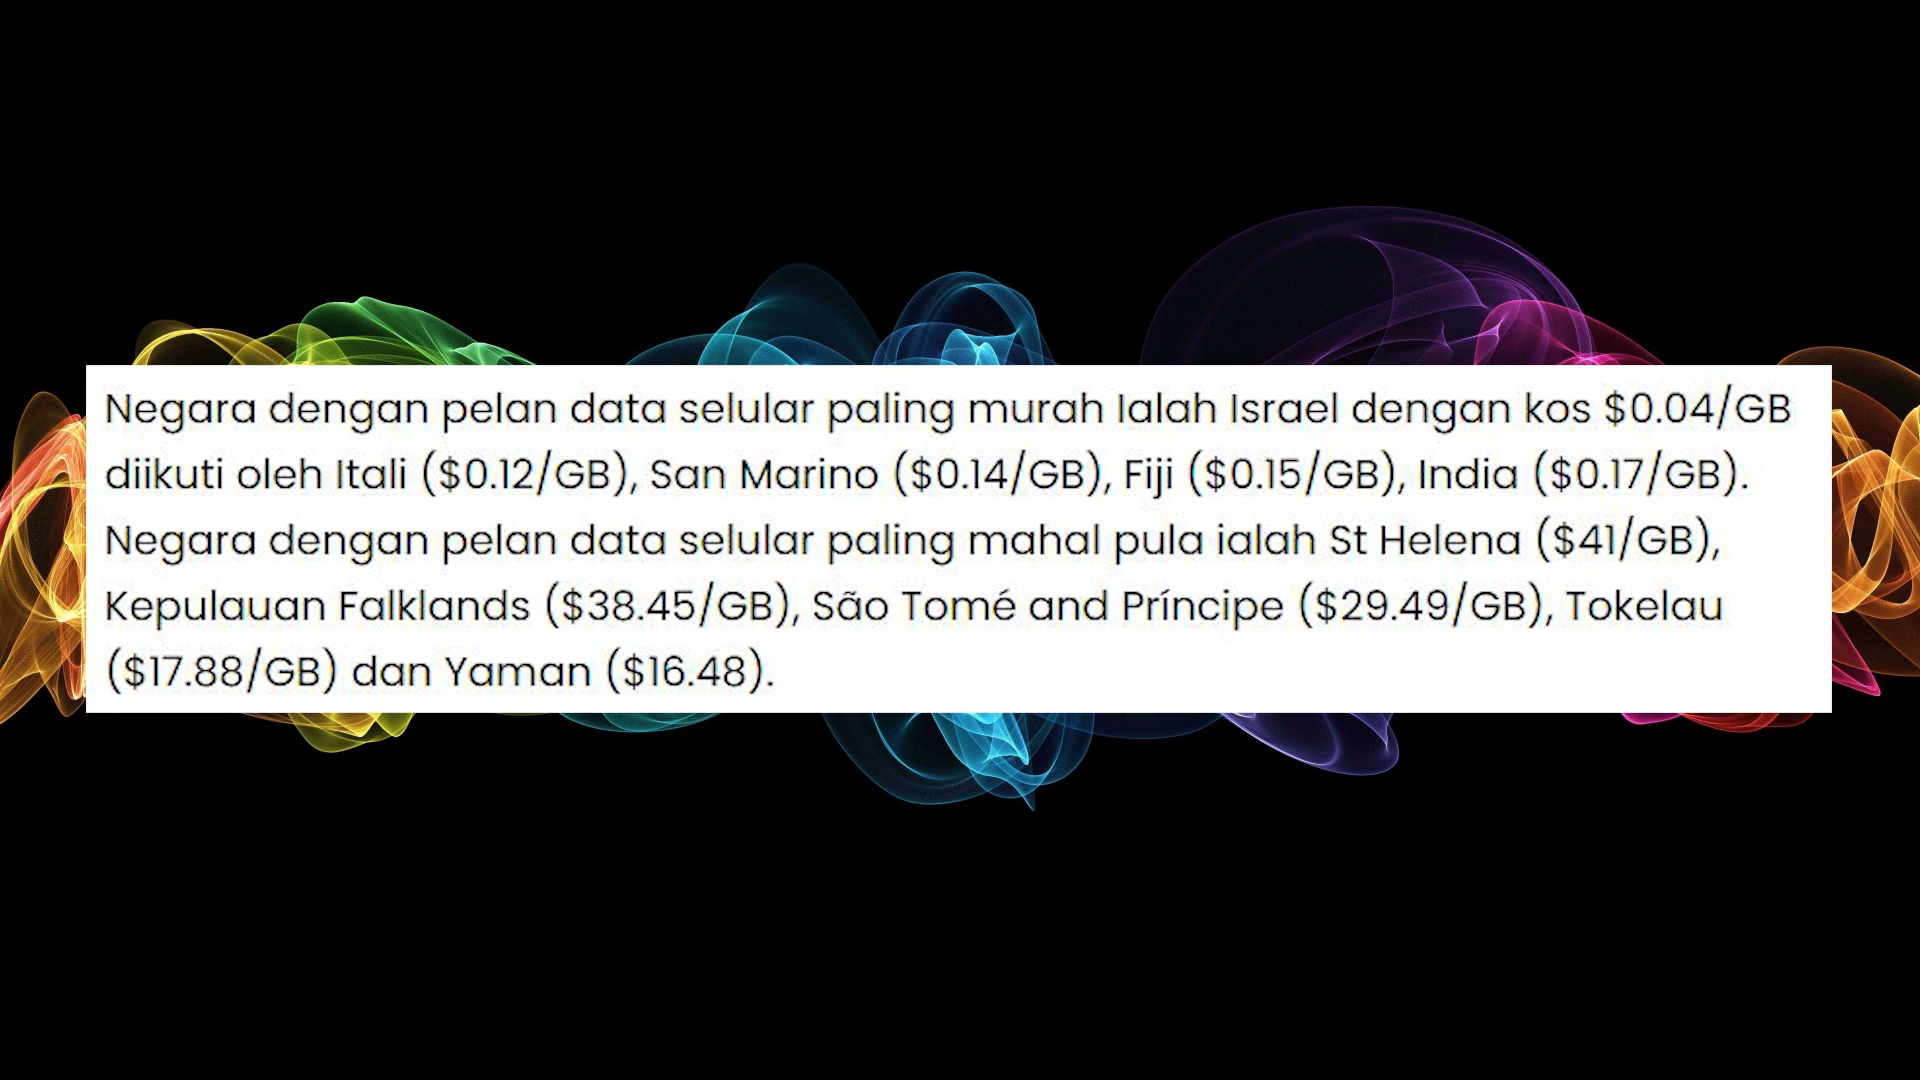 Negara dengan pelan data selular paling murah Ialah Israel dengan kos $0.04/GB
diikuti oleh Itali ($0.12/GB), San Marino ($0.14/GB), Fiji ($0.15/GB), India ($0.17/GB).
Negara dengan pelan data selular paling mahal pula ialah St Helena ($41/GB),
Kepulauan Falklands ($38.45/GB), São Tomé and Príncipe ($29.49/GB), Tokelau
($17.88/GB) dan Yaman ($16.48).